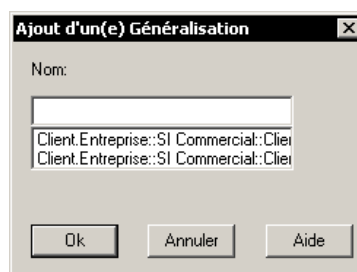 Ajout d'un(e) Généralisation
Nom:
Client.Entreprise::SI Commercial::Clie
Client.Entreprise::SI Commercial::Clie
Ok Annuler Aide